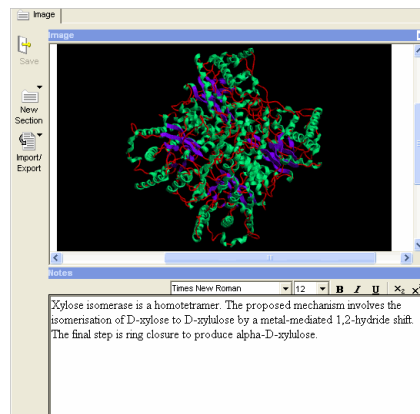 Image
Image
Save
New
Section
Import/
Export
Notes
Times New Roman 12 B I U ×₂ ×
Xylose isomerase is a homotetramer. The proposed mechanism involves the
isomerisation of D-xylose to D-xylulose by a metal-mediated 1,2-hydride shift.
The final step is ring closure to produce alpha-D-xylulose.